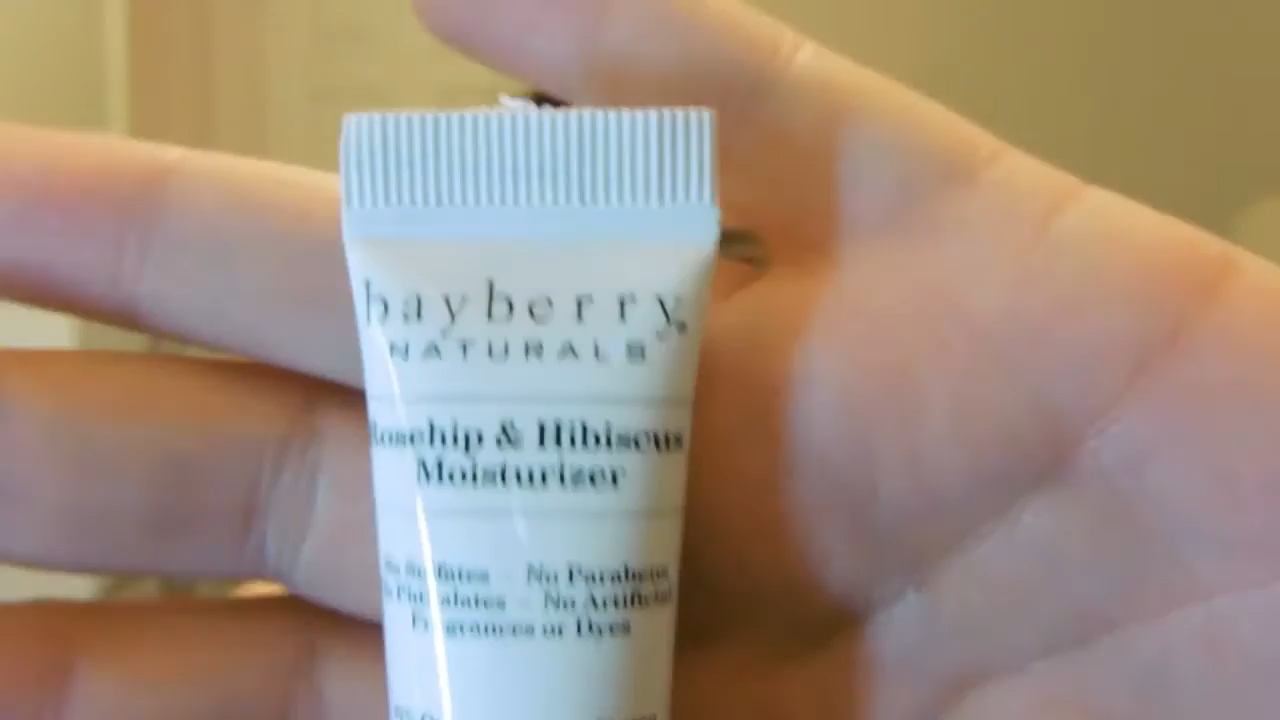 bayberry
NATURALS
Rosehip & Hibiscus
Moisturizer
No Sulfates - No Parabens
No Phthalates - No Artificial
Fragrances or Dyes